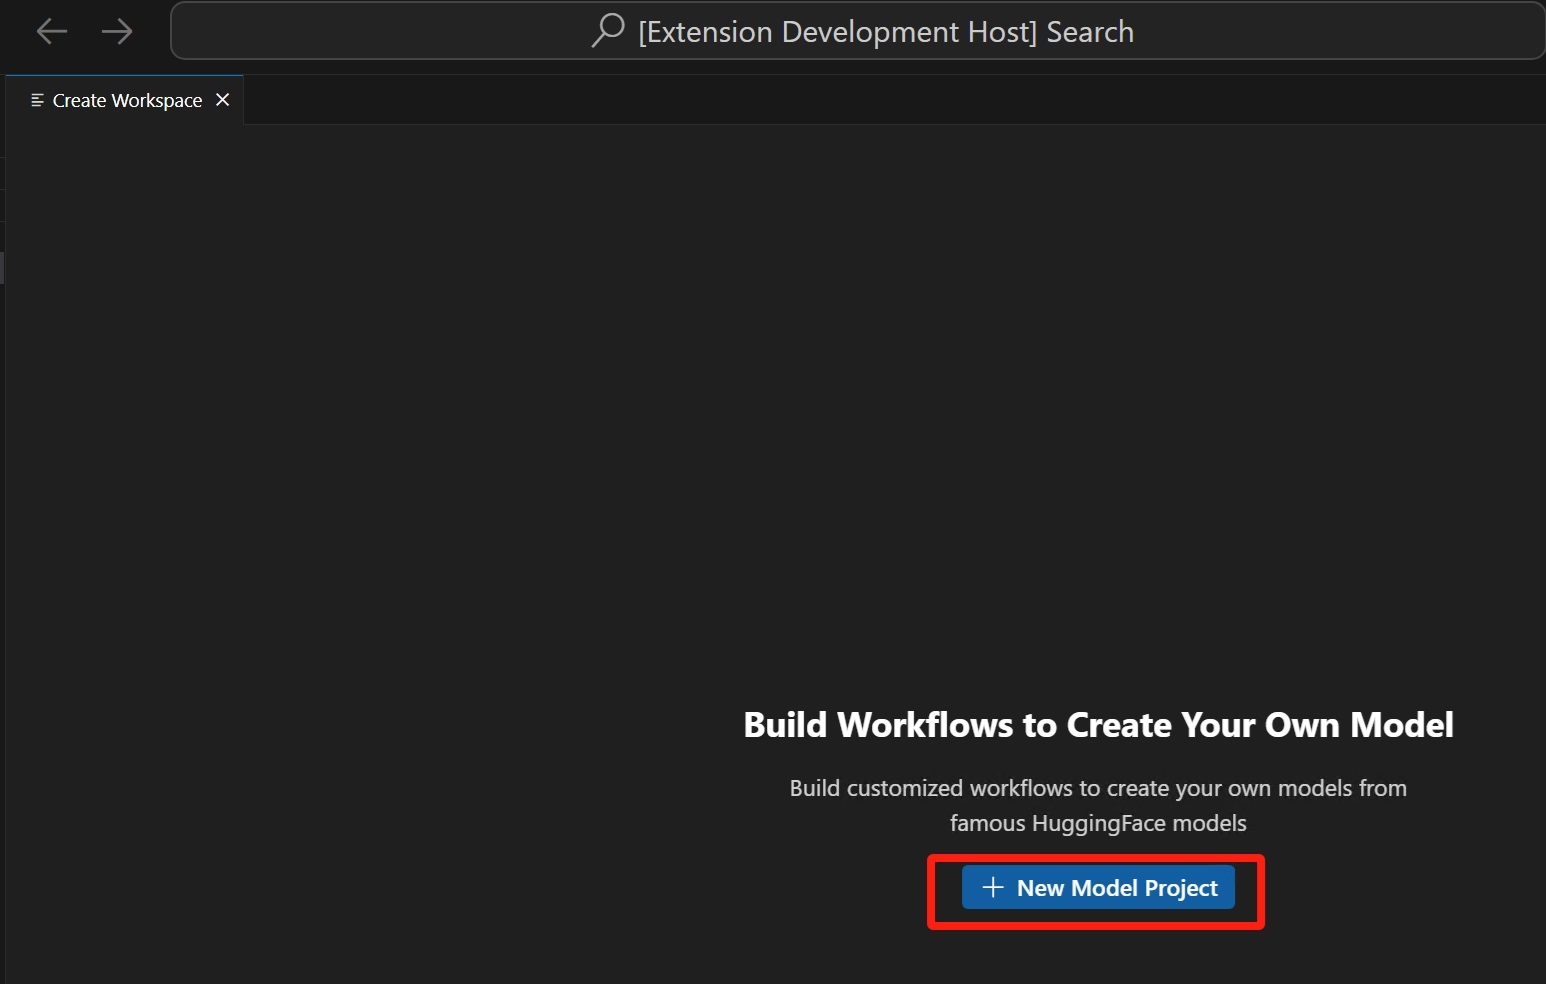 [Extension Development Host] Search
Create Workspace
Build Workflows to Create Your Own Model
Build customized workflows to create your own models from
famous HuggingFace models
New Model Project